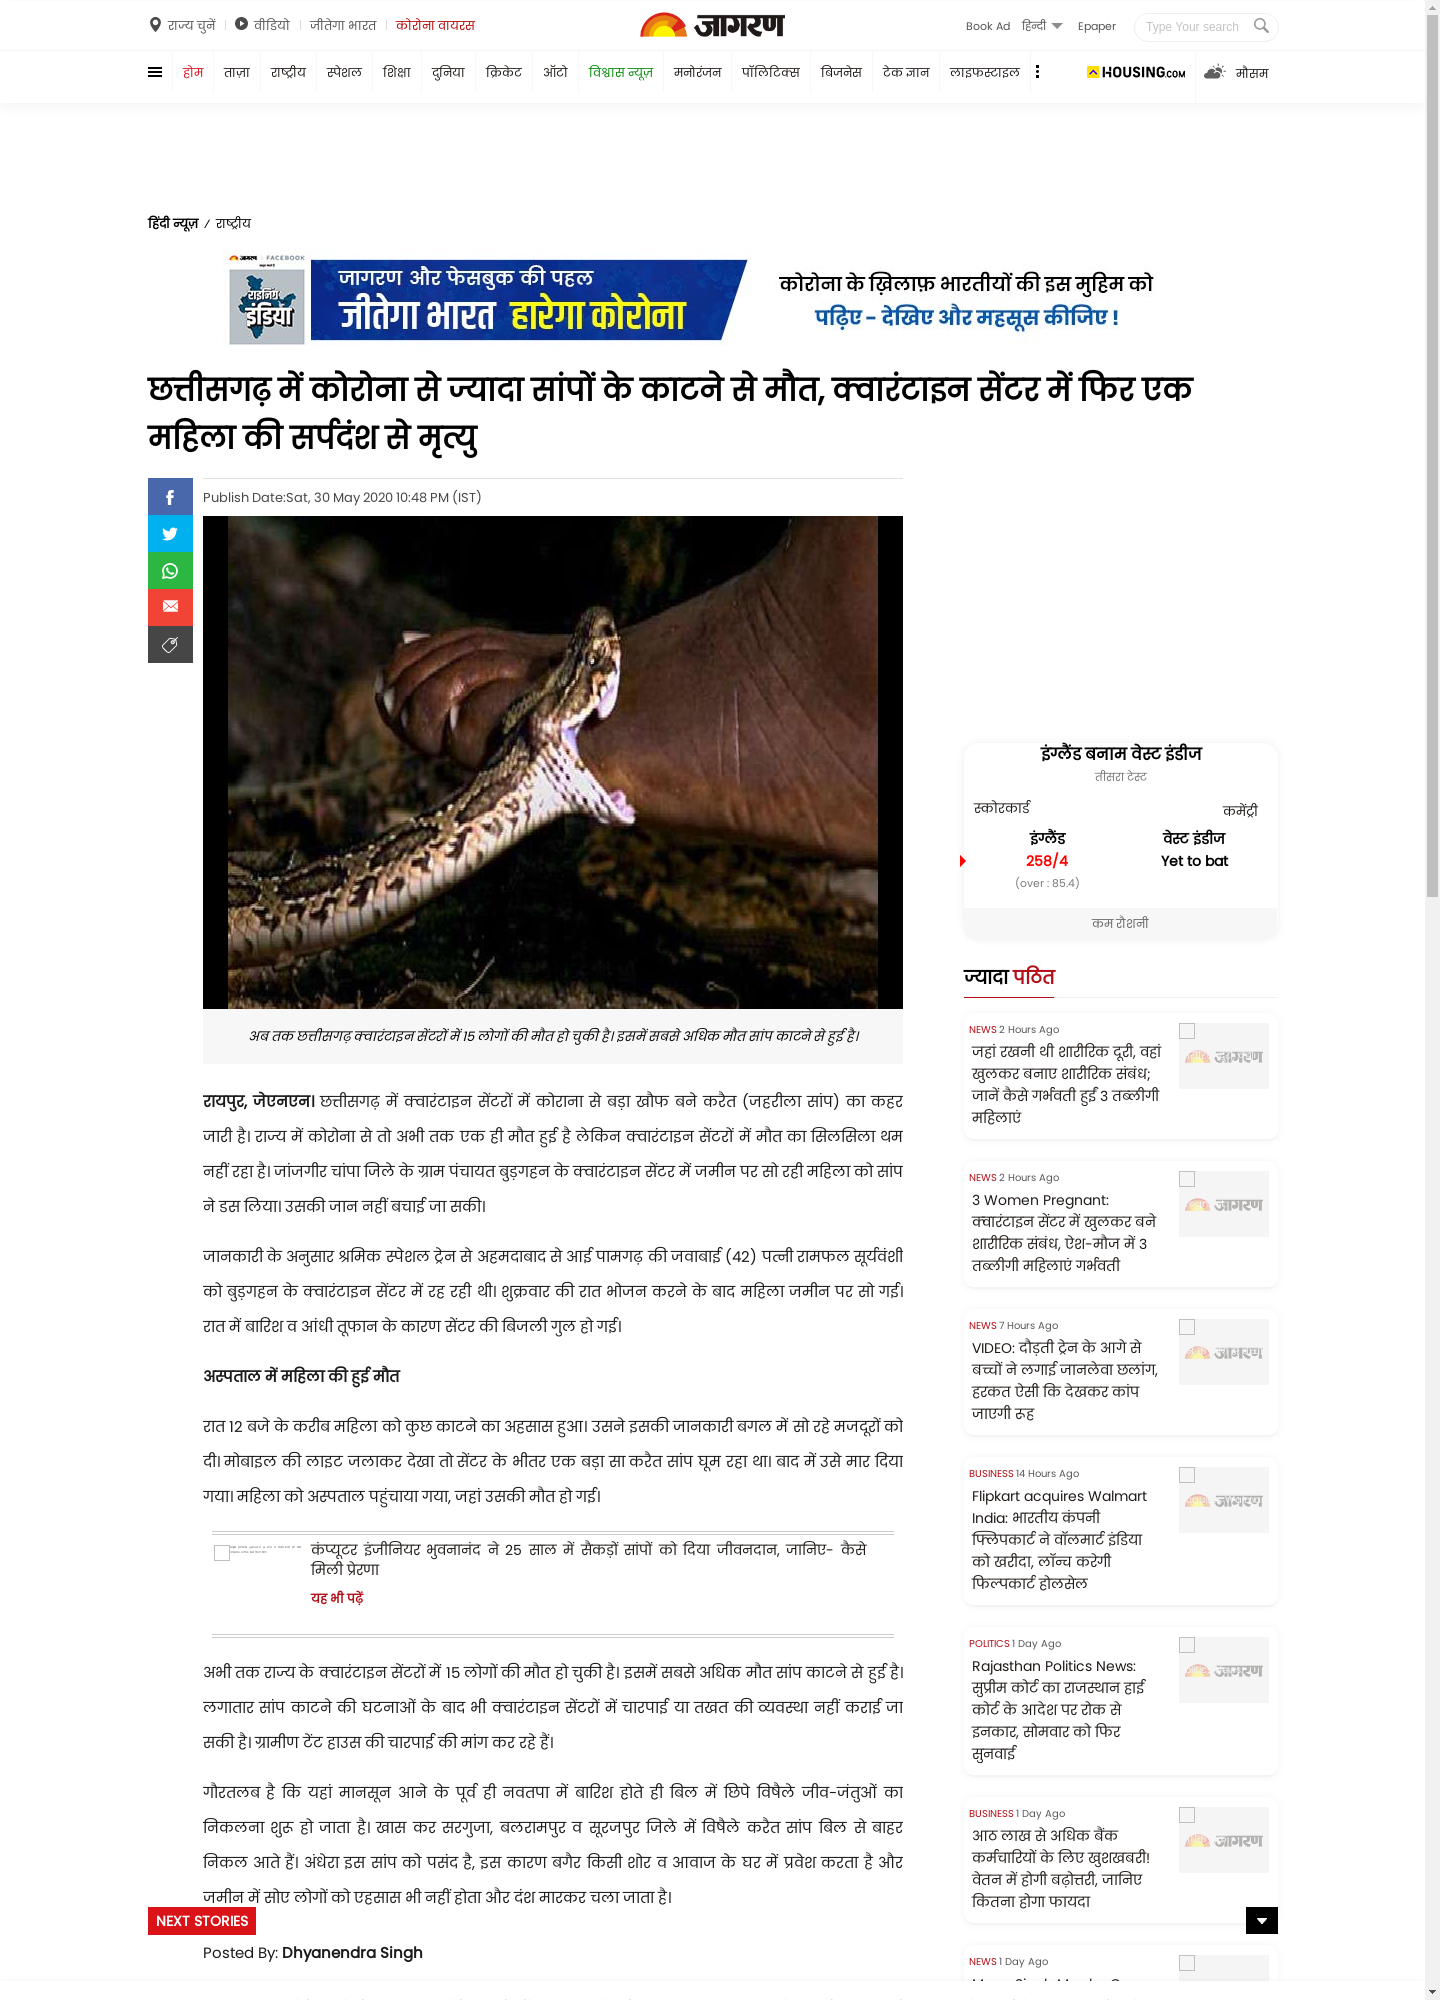 राज्य चुनें वीडियो जीतेगा भारत कोरोना वायरस जागरण Book Ad हिन्दी Epaper Type Your search
होम ताज़ा राष्ट्रीय स्पेशल शिक्षा दुनिया क्रिकेट ऑटो विश्वास न्यूज़ मनोरंजन पॉलिटिक्स बिजनेस टेक ज्ञान लाइफस्टाइल HOUSING.COM मौसम
हिंदी न्यूज़ / राष्ट्रीय
जागरण | FACEBOOK
राइजिंग
इंडिया
जागरण और फेसबुक की पहल
जीतेगा भारत हारेगा कोरोना
कोरोना के ख़िलाफ़ भारतीयों की इस मुहिम को
पढ़िए - देखिए और महसूस कीजिए !
छत्तीसगढ़ में कोरोना से ज्यादा सांपों के काटने से मौत, क्वारंटाइन सेंटर में फिर एक
महिला की सर्पदंश से मृत्यु
Publish Date:Sat, 30 May 2020 10:48 PM (IST)
अब तक छत्तीसगढ़ क्वारंटाइन सेंटरों में 15 लोगों की मौत हो चुकी है। इसमें सबसे अधिक मौत सांप काटने से हुई है।
रायपुर, जेएनएन। छत्तीसगढ़ में क्वारंटाइन सेंटरों में कोराना से बड़ा खौफ बने करैत (जहरीला सांप) का कहर
जारी है। राज्य में कोरोना से तो अभी तक एक ही मौत हुई है लेकिन क्वारंटाइन सेंटरों में मौत का सिलसिला थम
नहीं रहा है। जांजगीर चांपा जिले के ग्राम पंचायत बुड़गहन के क्वारंटाइन सेंटर में जमीन पर सो रही महिला को सांप
ने डस लिया। उसकी जान नहीं बचाई जा सकी।
जानकारी के अनुसार श्रमिक स्पेशल ट्रेन से अहमदाबाद से आई पामगढ़ की जवाबाई (42) पत्नी रामफल सूर्यवंशी
को बुड़गहन के क्वारंटाइन सेंटर में रह रही थी। शुक्रवार की रात भोजन करने के बाद महिला जमीन पर सो गई।
रात में बारिश व आंधी तूफान के कारण सेंटर की बिजली गुल हो गई।
अस्पताल में महिला की हुई मौत
रात 12 बजे के करीब महिला को कुछ काटने का अहसास हुआ। उसने इसकी जानकारी बगल में सो रहे मजदूरों को
दी। मोबाइल की लाइट जलाकर देखा तो सेंटर के भीतर एक बड़ा सा करैत सांप घूम रहा था। बाद में उसे मार दिया
गया। महिला को अस्पताल पहुंचाया गया, जहां उसकी मौत हो गई।
कंप्यूटर इंजीनियर भुवनानंद ने 25 साल में सैकड़ों सांपों को दिया जीवनदान, जानिए- कैसे
मिली प्रेरणा
यह भी पढ़ें
अभी तक राज्य के क्वारंटाइन सेंटरों में 15 लोगों की मौत हो चुकी है। इसमें सबसे अधिक मौत सांप काटने से हुई है।
लगातार सांप काटने की घटनाओं के बाद भी क्वारंटाइन सेंटरों में चारपाई या तखत की व्यवस्था नहीं कराई जा
सकी है। ग्रामीण टेंट हाउस की चारपाई की मांग कर रहे हैं।
गौरतलब है कि यहां मानसून आने के पूर्व ही नवतपा में बारिश होते ही बिल में छिपे विषैले जीव-जंतुओं का
निकलना शुरू हो जाता है। खास कर सरगुजा, बलरामपुर व सूरजपुर जिले में विषैले करैत सांप बिल से बाहर
निकल आते हैं। अंधेरा इस सांप को पसंद है, इस कारण बगैर किसी शोर व आवाज के घर में प्रवेश करता है और
जमीन में सोए लोगों को एहसास भी नहीं होता और दंश मारकर चला जाता है।
NEXT STORIES
Posted By: Dhyanendra Singh
इंग्लैंड बनाम वेस्ट इंडीज
तीसरा टेस्ट
स्कोरकार्ड कमेंट्री
इंग्लैंड वेस्ट इंडीज
258/4 Yet to bat
(over : 85.4)
कम रौशनी
ज्यादा पठित
NEWS 2 Hours Ago
जहां रखनी थी शारीरिक दूरी, वहां
खुलकर बनाए शारीरिक संबंध;
जानें कैसे गर्भवती हुईं 3 तब्लीगी
महिलाएं
जागरण
NEWS 2 Hours Ago
3 Women Pregnant:
क्वारंटाइन सेंटर में खुलकर बने
शारीरिक संबंध, ऐश-मौज में 3
तब्लीगी महिलाएं गर्भवती
जागरण
NEWS 7 Hours Ago
VIDEO: दौड़ती ट्रेन के आगे से
बच्चों ने लगाई जानलेवा छलांग,
हरकत ऐसी कि देखकर कांप
जाएगी रूह
जागरण
BUSINESS 14 Hours Ago
Flipkart acquires Walmart
India: भारतीय कंपनी
फ्लिपकार्ट ने वॉलमार्ट इंडिया
को खरीदा, लॉन्च करेगी
फिल्पकार्ट होलसेल
जागरण
POLITICS 1 Day Ago
Rajasthan Politics News:
सुप्रीम कोर्ट का राजस्थान हाई
कोर्ट के आदेश पर रोक से
इनकार, सोमवार को फिर
सुनवाई
जागरण
BUSINESS 1 Day Ago
आठ लाख से अधिक बैंक
कर्मचारियों के लिए खुशखबरी!
वेतन में होगी बढ़ोत्तरी, जानिए
कितना होगा फायदा
जागरण
NEWS 1 Day Ago